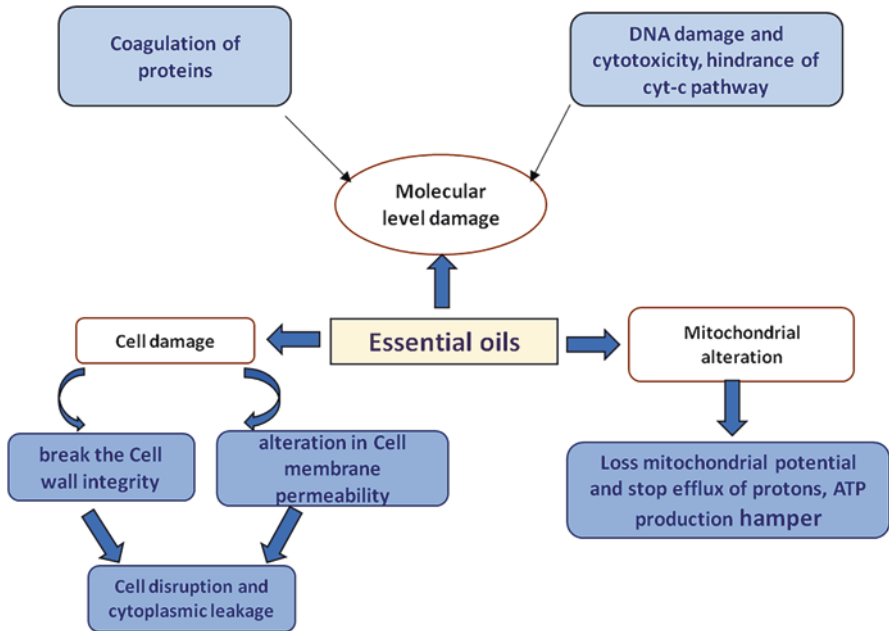 Coagulation of
proteins
DNA damage and
cytotoxicity, hindrance of
cyt-c pathway
Molecular
level damage
Cell damage
Essential oils
Mitochondrial
alteration
break the Cell
wall integrity
alteration in Cell
membrane
permeability
Loss mitochondrial potential
and stop efflux of protons, ATP
production hamper
Cell disruption and
cytoplasmic leakage